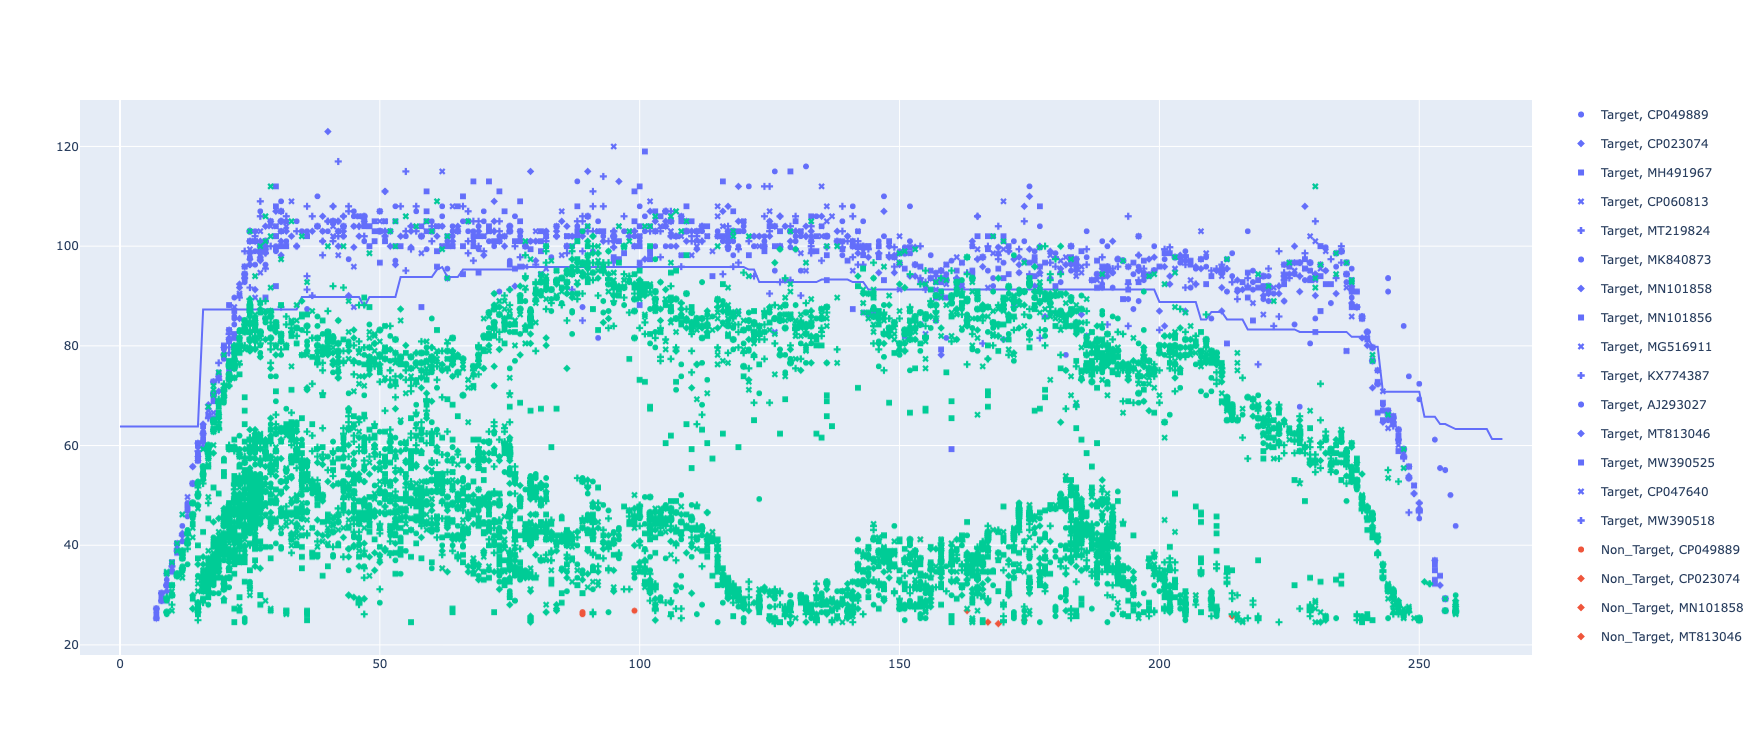 120
100
80
60
40
20
0
50
100
150
200
250
Target, CP049889
Target, CP023074
Target, MH491967
Target, CP060813
Target, MT219824
Target, MK840873
Target, MN101858
Target, MN101856
Target, MG516911
Target, KX774387
Target, AJ293027
Target, MT813046
Target, MW390525
Target, CP047640
Target, MW390518
Non_Target, CP049889
Non_Target, CP023074
Non_Target, MN101858
Non_Target, MT813046